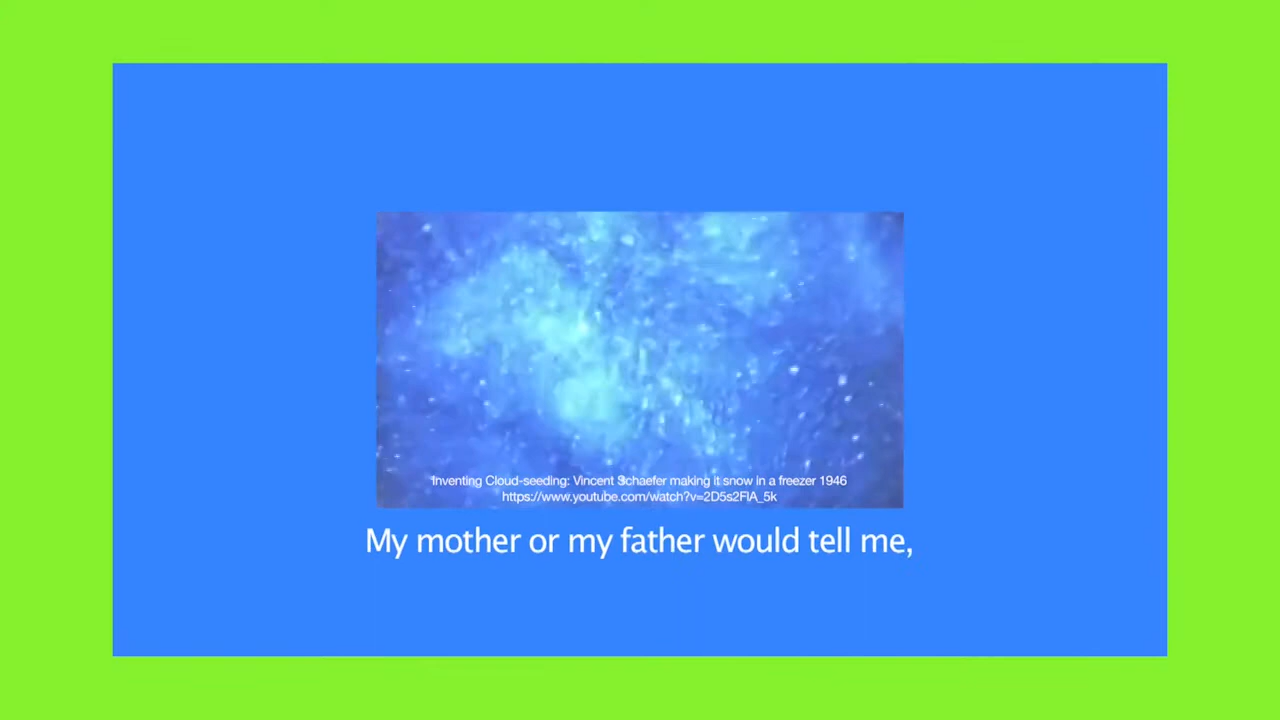 Inventing Cloud-seeding: Vincent Schaefer making it snow in a freezer 1946
https://www.youtube.com/watch?v=2D5s2FlA_5k
My mother or my father would tell me,